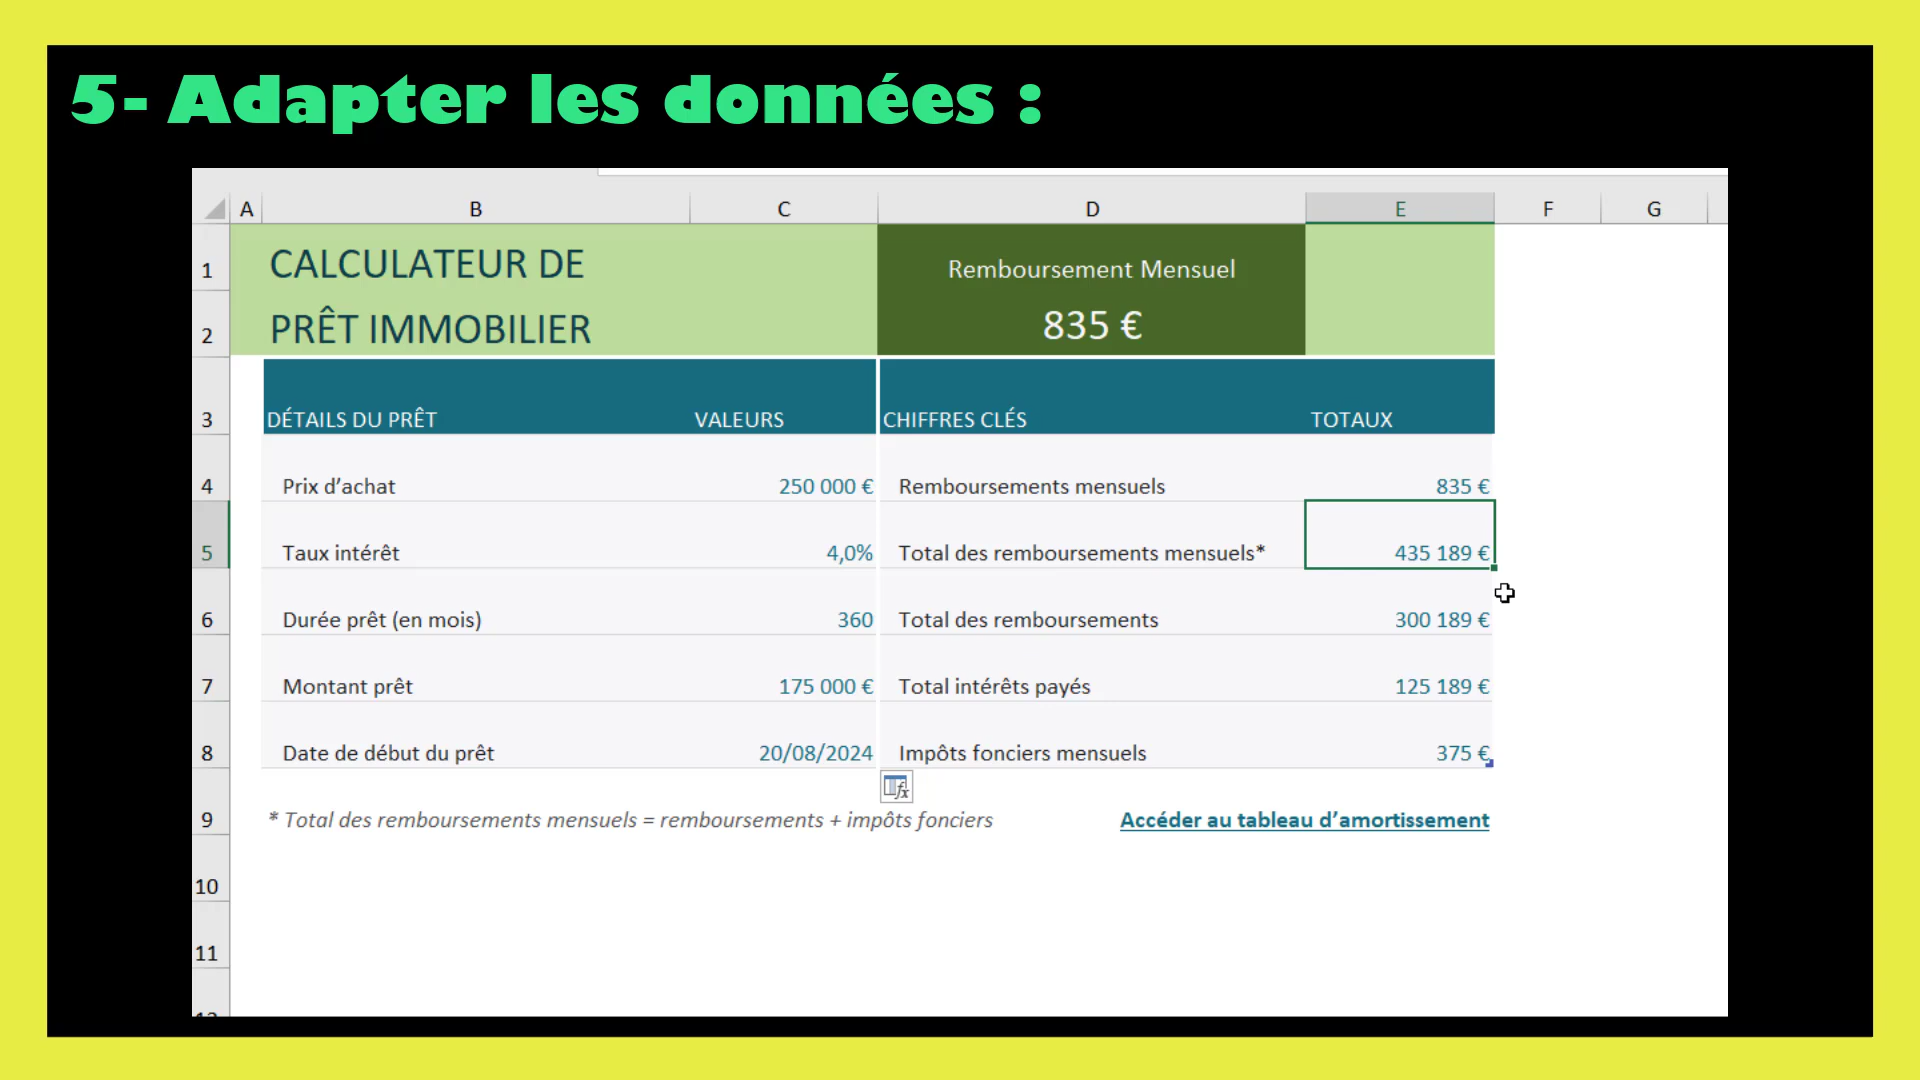 5- Adapter les données :
A B C D E F G
1 CALCULATEUR DE Remboursement Mensuel
2 PRÊT IMMOBILIER 835 €
3 DÉTAILS DU PRÊT VALEURS CHIFFRES CLÉS TOTAUX
4 Prix d’achat 250 000 € Remboursements mensuels 835 €
5 Taux intérêt 4,0% Total des remboursements mensuels* 435 189 €
6 Durée prêt (en mois) 360 Total des remboursements 300 189 €
7 Montant prêt 175 000 € Total intérêts payés 125 189 €
8 Date de début du prêt 20/08/2024 Impôts fonciers mensuels 375 €
fx
9 * Total des remboursements mensuels = remboursements + impôts fonciers Accéder au tableau d’amortissement
10
11